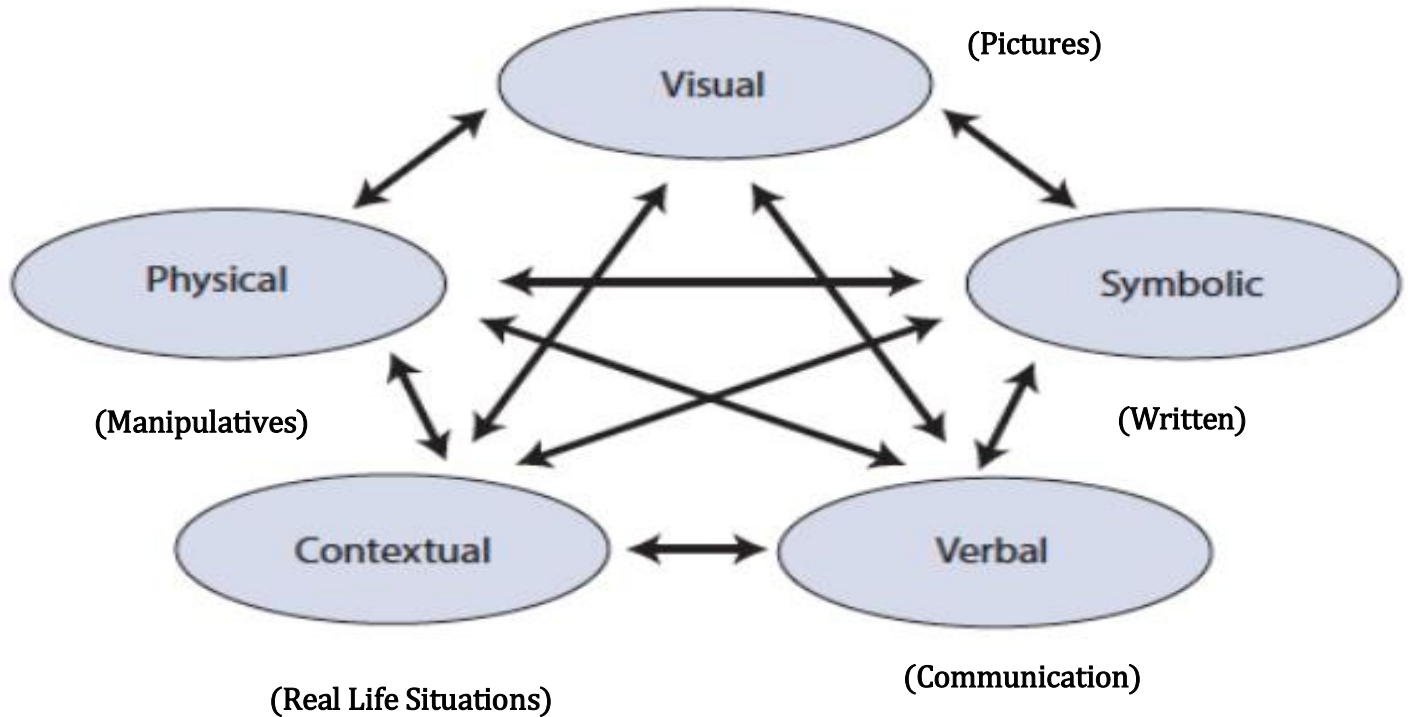 (Pictures)
Visual
Physical
Symbolic
(Manipulatives)
(Written)
Contextual
Verbal
(Real Life Situations)
(Communication)